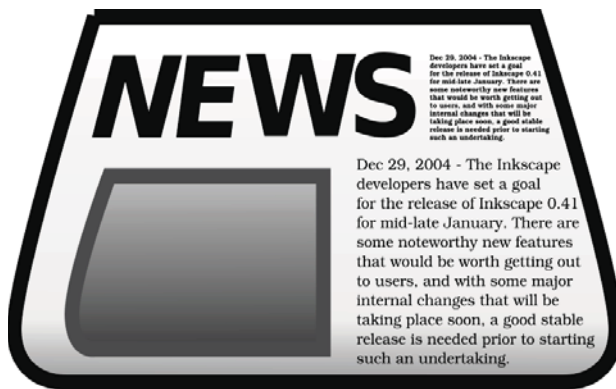 NEWS
Dec 29, 2004 - The Inkscape
developers have set a goal
for the release of Inkscape 0.41
for mid-late January. There are
some noteworthy new features
that would be worth getting out
to users, and with some major
internal changes that will be
taking place soon, a good stable
release is needed prior to starting
such an undertaking.
Dec 29, 2004 - The Inkscape
developers have set a goal
for the release of Inkscape 0.41
for mid-late January. There are
some noteworthy new features
that would be worth getting out
to users, and with some major
internal changes that will be
taking place soon, a good stable
release is needed prior to starting
such an undertaking.